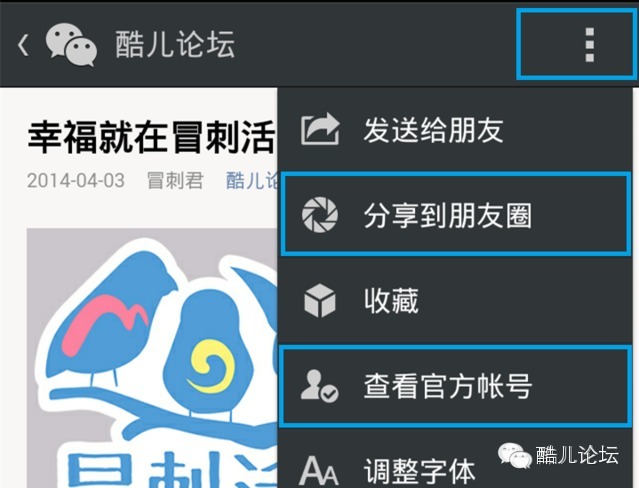 酷儿论坛
幸福就在冒刺活
2014-04-03 冒刺君 酷儿论
发送给朋友
分享到朋友圈
收藏
查看官方帐号
调整字体
冒刺活
酷儿论坛